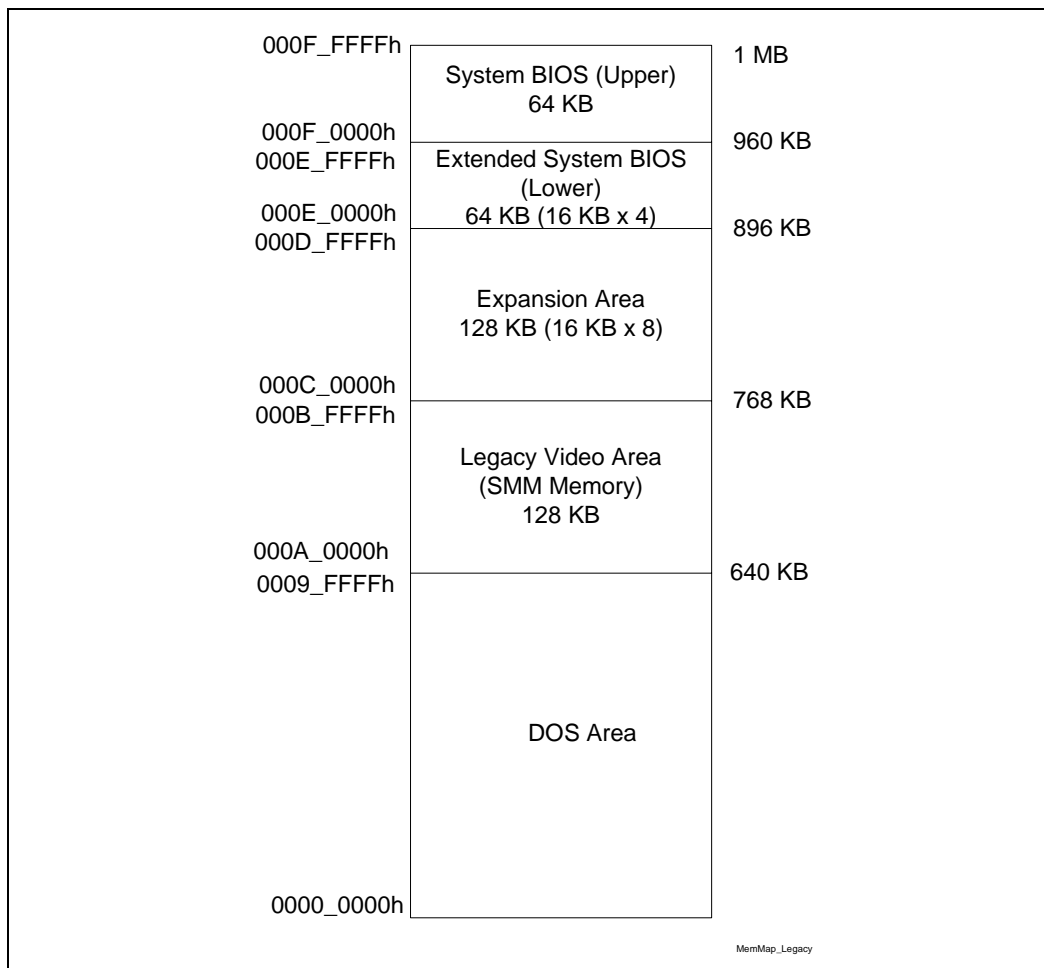 000F_FFFFh
1 MB
System BIOS (Upper)
64 KB
000F_0000h
960 KB
000E_FFFFh
Extended System BIOS
(Lower)
64 KB (16 KB x 4)
000E_0000h
896 KB
000D_FFFFh
Expansion Area
128 KB (16 KB x 8)
000C_0000h
768 KB
000B_FFFFh
Legacy Video Area
(SMM Memory)
128 KB
000A_0000h
640 KB
0009_FFFFh
DOS Area
0000_0000h
MemMap_Legacy